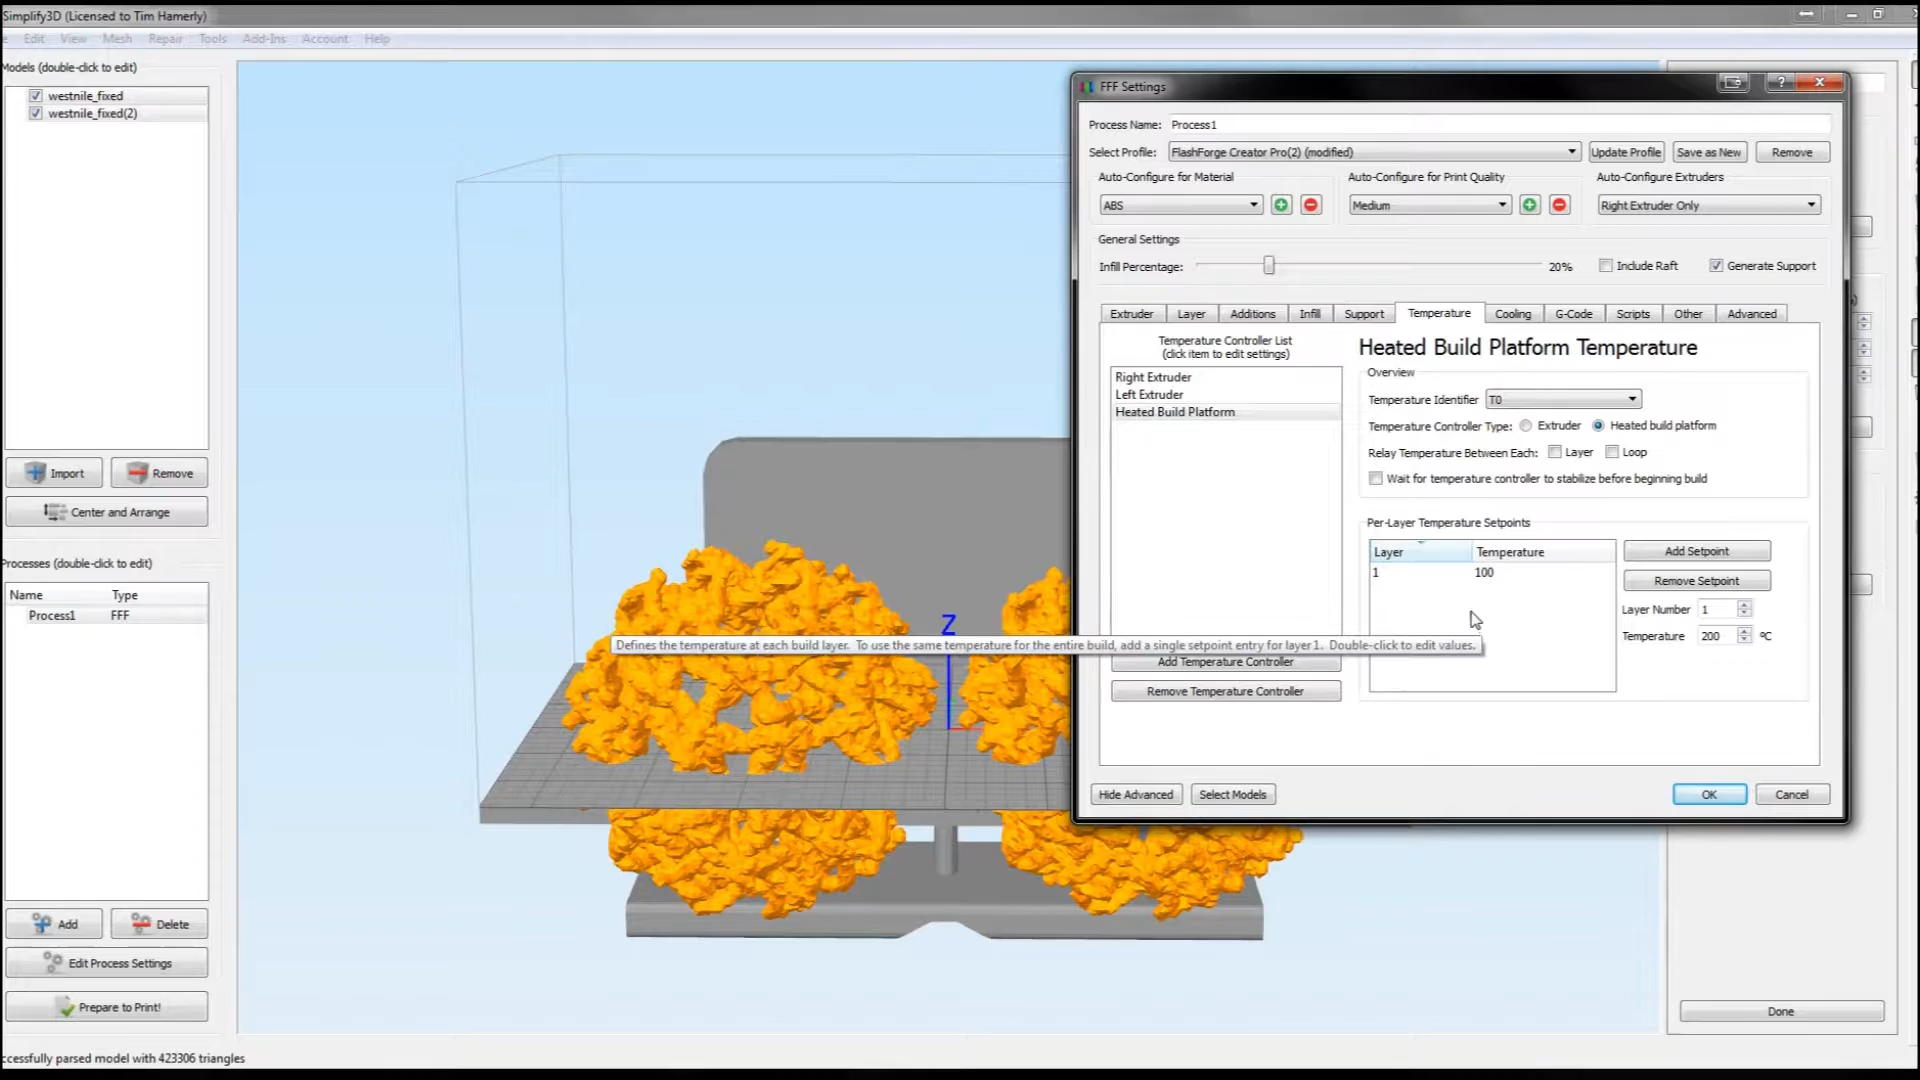 Simplify3D (Licensed to Tim Hamerly)
Edit View Mesh Repair Tools Add-Ins Account Help
Models (double-click to edit)
westnile_fixed
westnile_fixed(2)
Import Remove
Center and Arrange
Processes (double-click to edit)
Name Type
Process1 FFF
Add Delete
Edit Process Settings
Prepare to Print!
ccessfully parsed model with 423306 triangles
Z
FFF Settings
Process Name: Process1
Select Profile: FlashForge Creator Pro(2) (modified) Update Profile Save as New Remove
Auto-Configure for Material Auto-Configure for Print Quality Auto-Configure Extruders
ABS Medium Right Extruder Only
General Settings
Infill Percentage: 20% Include Raft Generate Support
Extruder Layer Additions Infill Support Temperature Cooling G-Code Scripts Other Advanced
Temperature Controller List
(click item to edit settings)
Right Extruder
Left Extruder
Heated Build Platform
Add Temperature Controller
Remove Temperature Controller
Heated Build Platform Temperature
Overview
Temperature Identifier T0
Temperature Controller Type: Extruder Heated build platform
Relay Temperature Between Each: Layer Loop
Wait for temperature controller to stabilize before beginning build
Per-Layer Temperature Setpoints
Layer Temperature
1 100
Add Setpoint
Remove Setpoint
Layer Number 1
Temperature 200 ºC
Defines the temperature at each build layer. To use the same temperature for the entire build, add a single setpoint entry for layer 1. Double-click to edit values.
Hide Advanced Select Models OK Cancel
Done